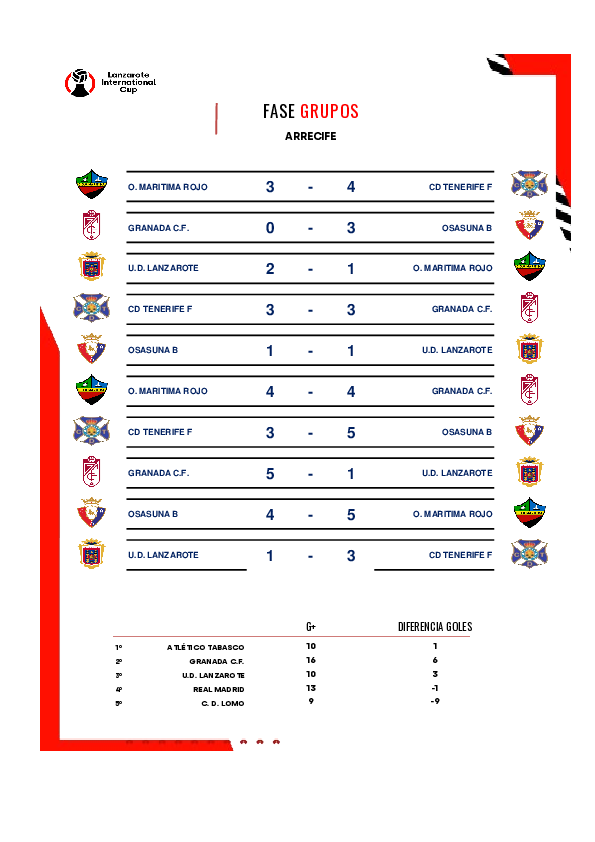 Lanzarote
International
Cup
FASE GRUPOS
ARRECIFE
O. MARITIMA ROJO 3 - 4 CD TENERIFE F
GRANADA C.F. 0 - 3 OSASUNA B
U.D. LANZAROTE 2 - 1 O. MARITIMA ROJO
CD TENERIFE F 3 - 3 GRANADA C.F.
OSASUNA B 1 - 1 U.D. LANZAROTE
O. MARITIMA ROJO 4 - 4 GRANADA C.F.
CD TENERIFE F 3 - 5 OSASUNA B
GRANADA C.F. 5 - 1 U.D. LANZAROTE
OSASUNA B 4 - 5 O. MARITIMA ROJO
U.D. LANZAROTE 1 - 3 CD TENERIFE F
G+ DIFERENCIA GOLES
1º ATLÉTICO TABASCO 10 1
2º GRANADA C.F. 16 6
3º U.D. LANZAROTE 10 3
4º REAL MADRID 13 -1
5º C. D. LOMO 9 -9